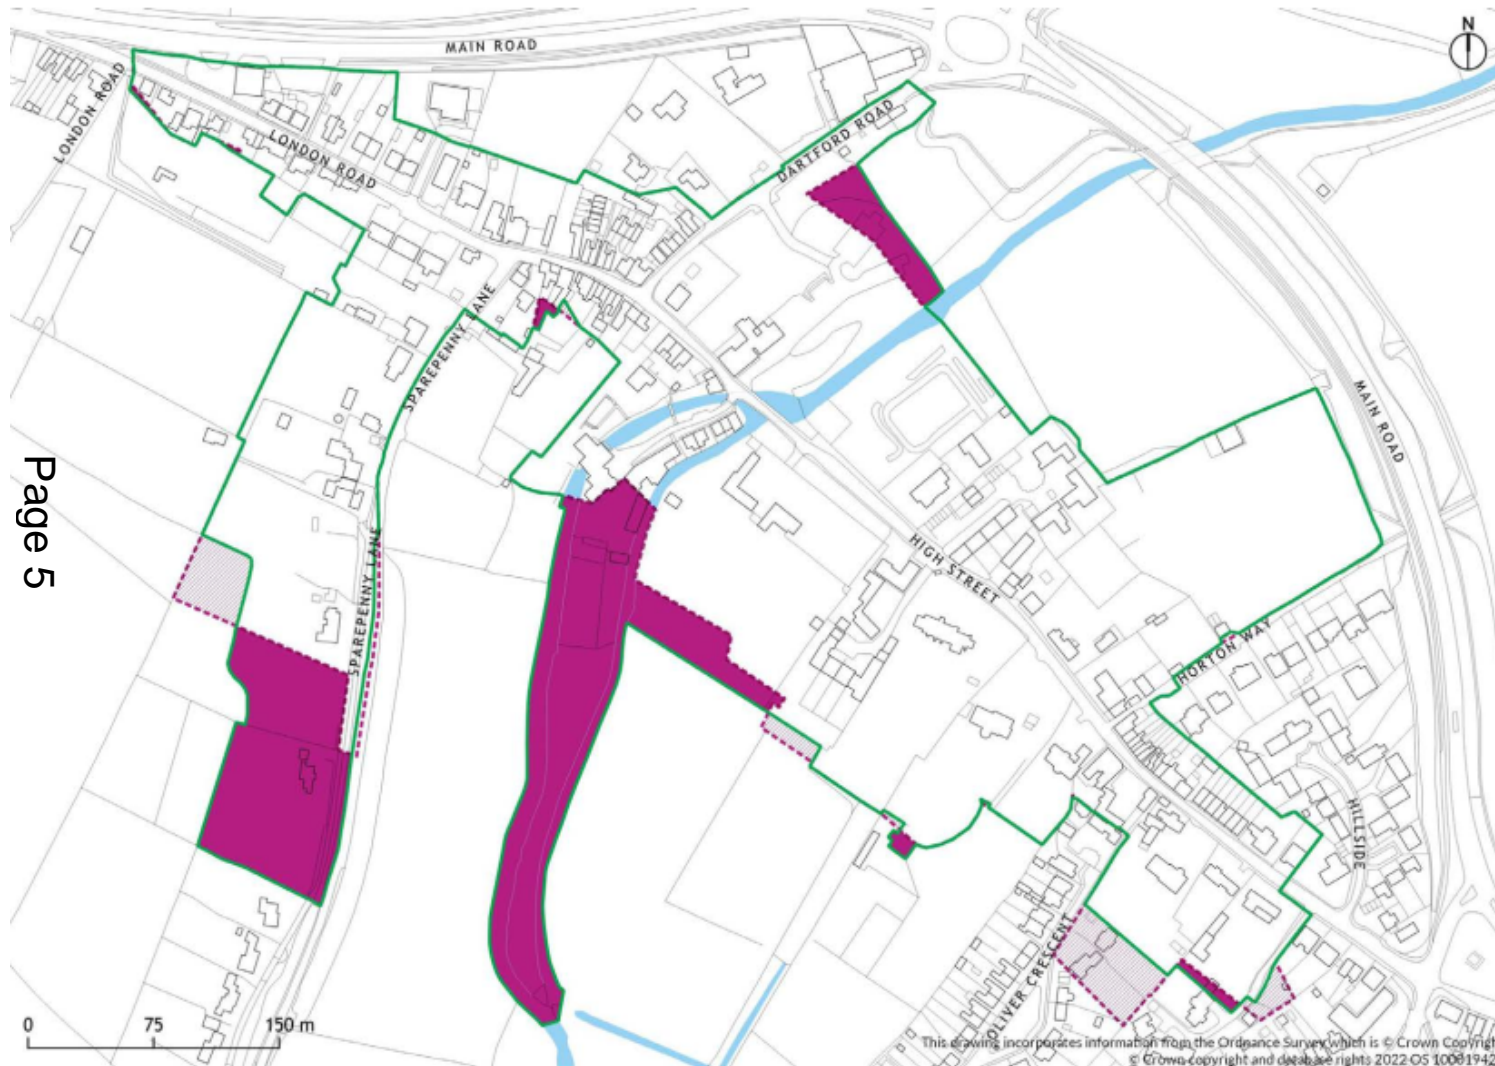 MAIN ROAD
N
LONDON ROAD
LONDON ROAD
DARTFORD ROAD
SPAREPENNY LANE
MAIN ROAD
Page 5
SPAREPENNY LANE
HIGH STREET
HORTON WAY
HILLSIDE
OLIVER CRESCENT
0 75 150 m
This drawing incorporates information from the Ordnance Survey which is © Crown Copyrigh
© Crown copyright and database rights 2022 OS 10001942